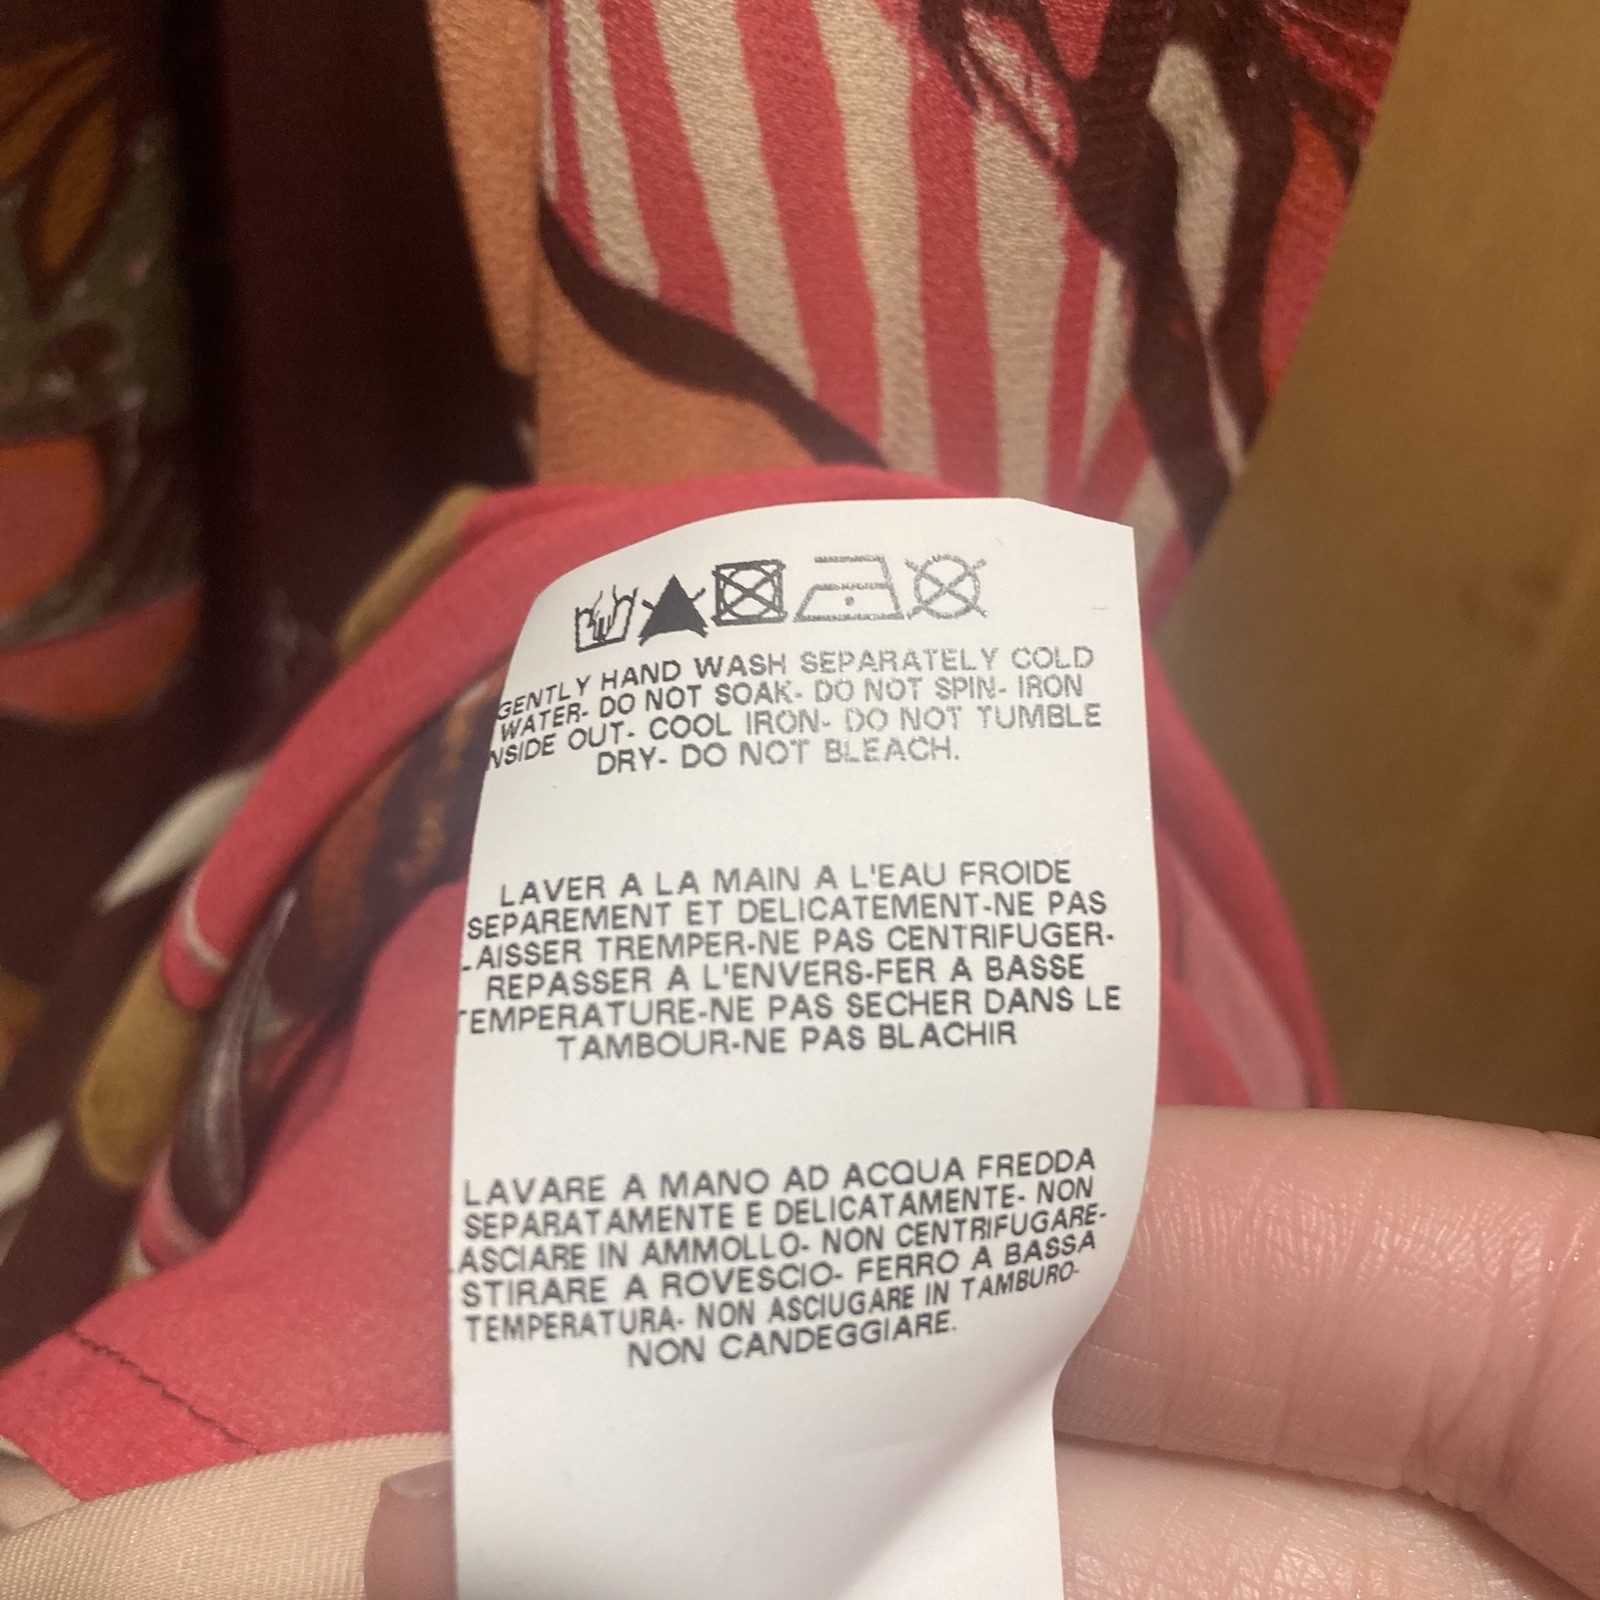 GENTLY HAND WASH SEPARATELY COLD
WATER- DO NOT SOAK- DO NOT SPIN- IRON
NSIDE OUT- COOL IRON- DO NOT TUMBLE
DRY- DO NOT BLEACH.
LAVER A LA MAIN A L'EAU FROIDE
SEPAREMENT ET DELICATEMENT-NE PAS
LAISSER TREMPER-NE PAS CENTRIFUGER-
REPASSER A L'ENVERS-FER A BASSE
TEMPERATURE-NE PAS SECHER DANS LE
TAMBOUR-NE PAS BLACHIR
LAVARE A MANO AD ACQUA FREDDA
SEPARATAMENTE E DELICATAMENTE- NON
ASCIARE IN AMMOLLO- NON CENTRIFUGARE-
STIRARE A ROVESCIO- FERRO A BASSA
TEMPERATURA- NON ASCIUGARE IN TAMBURO-
NON CANDEGGIARE.